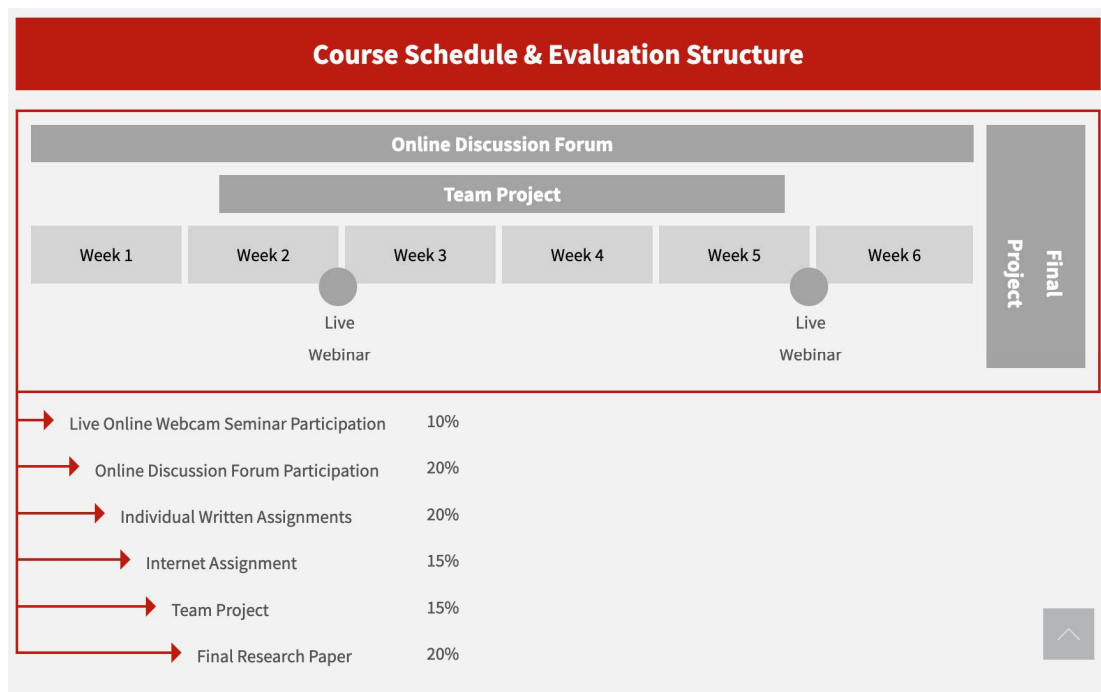 Course Schedule & Evaluation Structure
Online Discussion Forum
Team Project
Week 1 Week 2 Week 3 Week 4 Week 5 Week 6
Final
Project
Live
Webinar
Live
Webinar
Live Online Webcam Seminar Participation 10%
Online Discussion Forum Participation 20%
Individual Written Assignments 20%
Internet Assignment 15%
Team Project 15%
Final Research Paper 20%